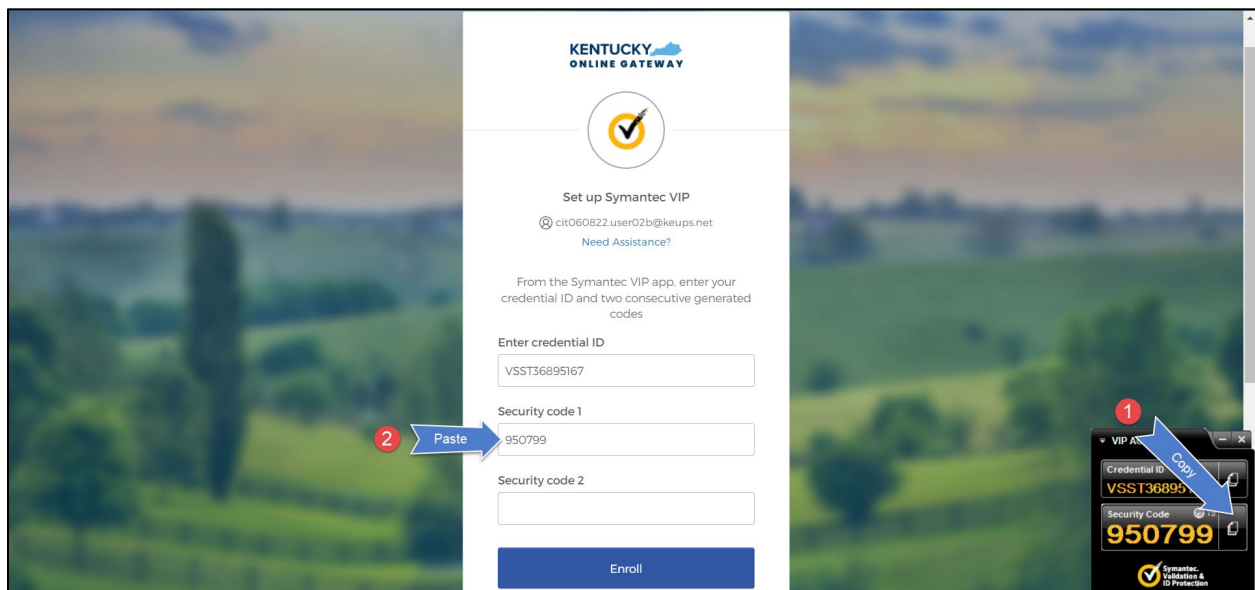 KENTUCKY
ONLINE GATEWAY
Set up Symantec VIP
cit060822.user02b@keups.net
Need Assistance?
From the Symantec VIP app, enter your
credential ID and two consecutive generated
codes
Enter credential ID
VSST36895167
Security code 1
2 Paste
950799
Security code 2
Enroll
1
VIP
Copy
Credential ID
VSST36895
Security Code
950799
Symantec.
Validation &
ID Protection